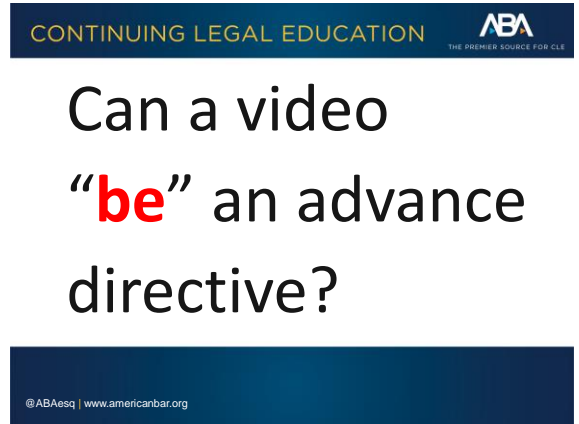 CONTINUING LEGAL EDUCATION
ABA
THE PREMIER SOURCE FOR CLE
Can a video
“be” an advance
directive?
@ABAesq | www.americanbar.org